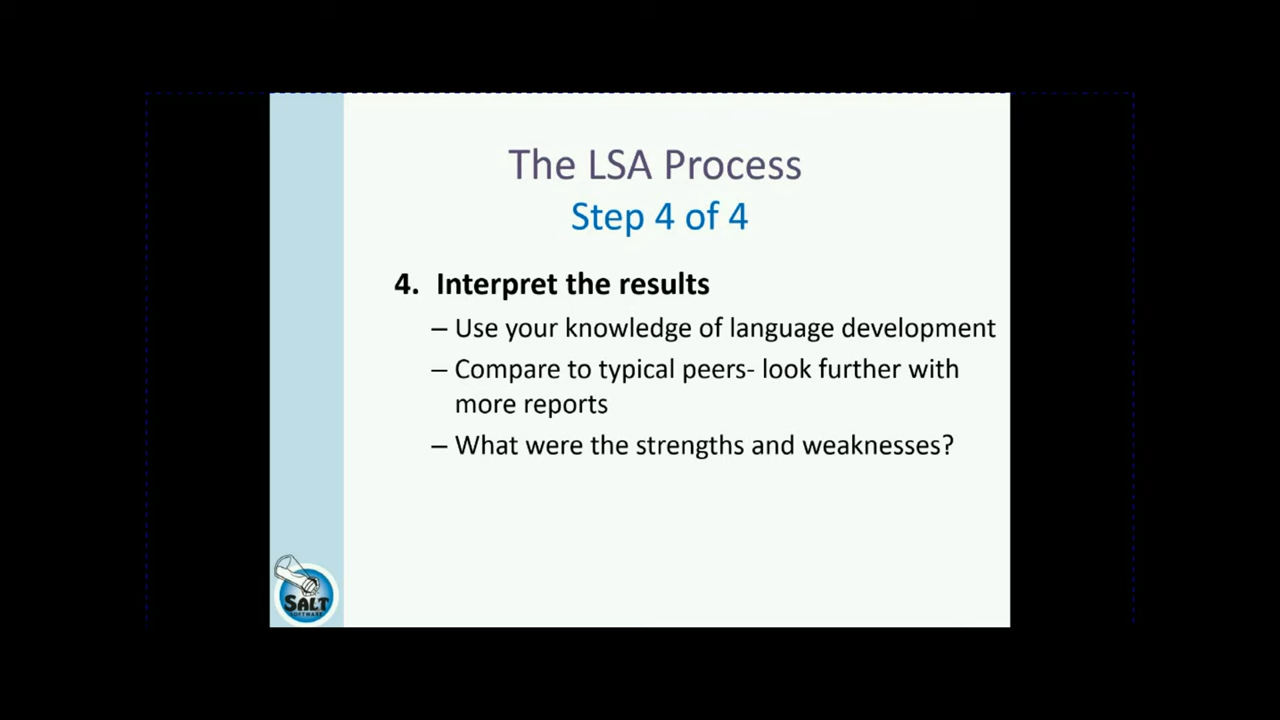 The LSA Process
Step 4 of 4
4. Interpret the results
– Use your knowledge of language development
– Compare to typical peers- look further with
more reports
– What were the strengths and weaknesses?
SALT
SOFTWARE